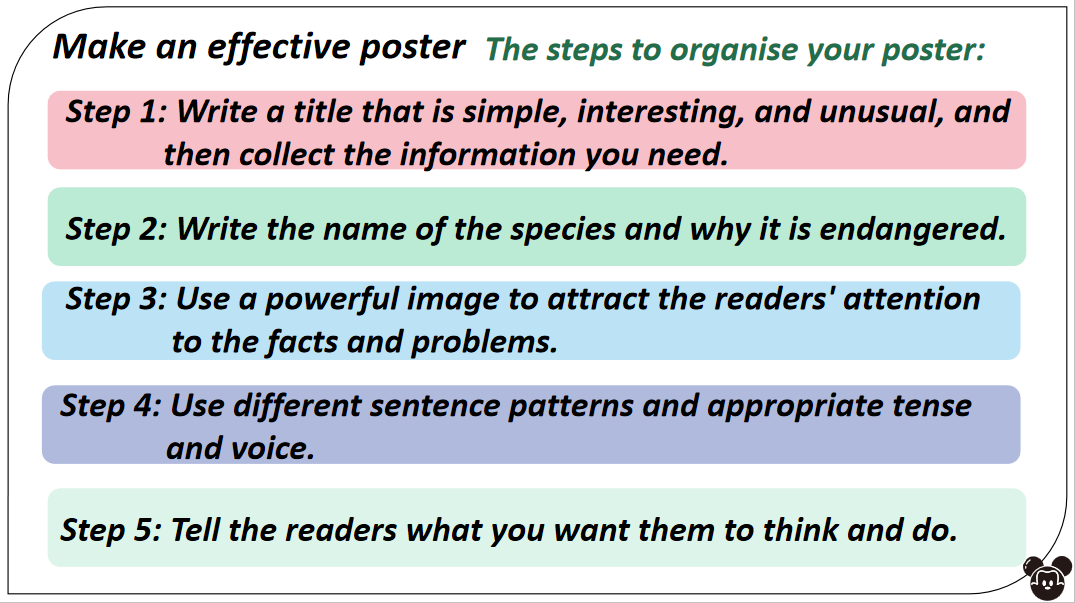 Make an effective poster The steps to organise your poster:
Step 1: Write a title that is simple, interesting, and unusual, and
then collect the information you need.
Step 2: Write the name of the species and why it is endangered.
Step 3: Use a powerful image to attract the readers' attention
to the facts and problems.
Step 4: Use different sentence patterns and appropriate tense
and voice.
Step 5: Tell the readers what you want them to think and do.